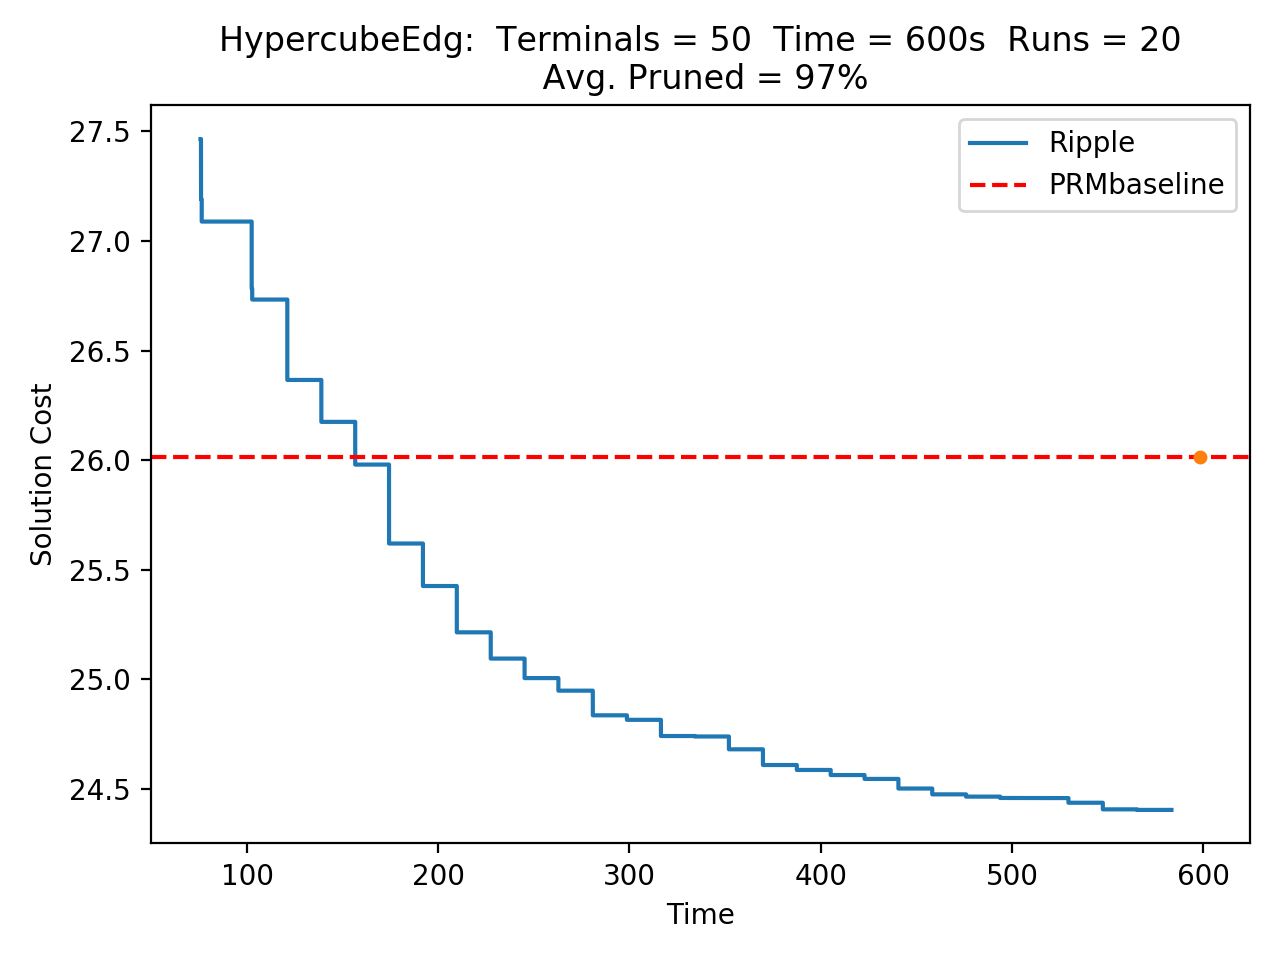 HypercubeEdg:  Terminals = 50  Time = 600s  Runs = 20
Avg. Pruned = 97%
27.5
27.0
26.5
26.0
25.5
25.0
24.5
Solution Cost
Ripple
PRMbaseline
100
200
300
400
500
600
Time